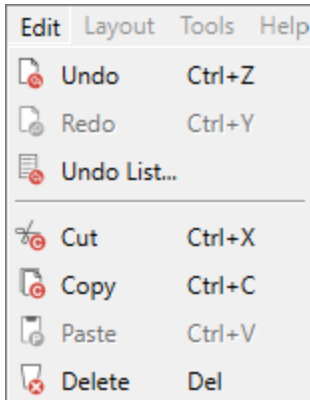 Edit Layout Tools Help
Undo Ctrl+Z
Redo Ctrl+Y
Undo List...
Cut Ctrl+X
Copy Ctrl+C
Paste Ctrl+V
Delete Del